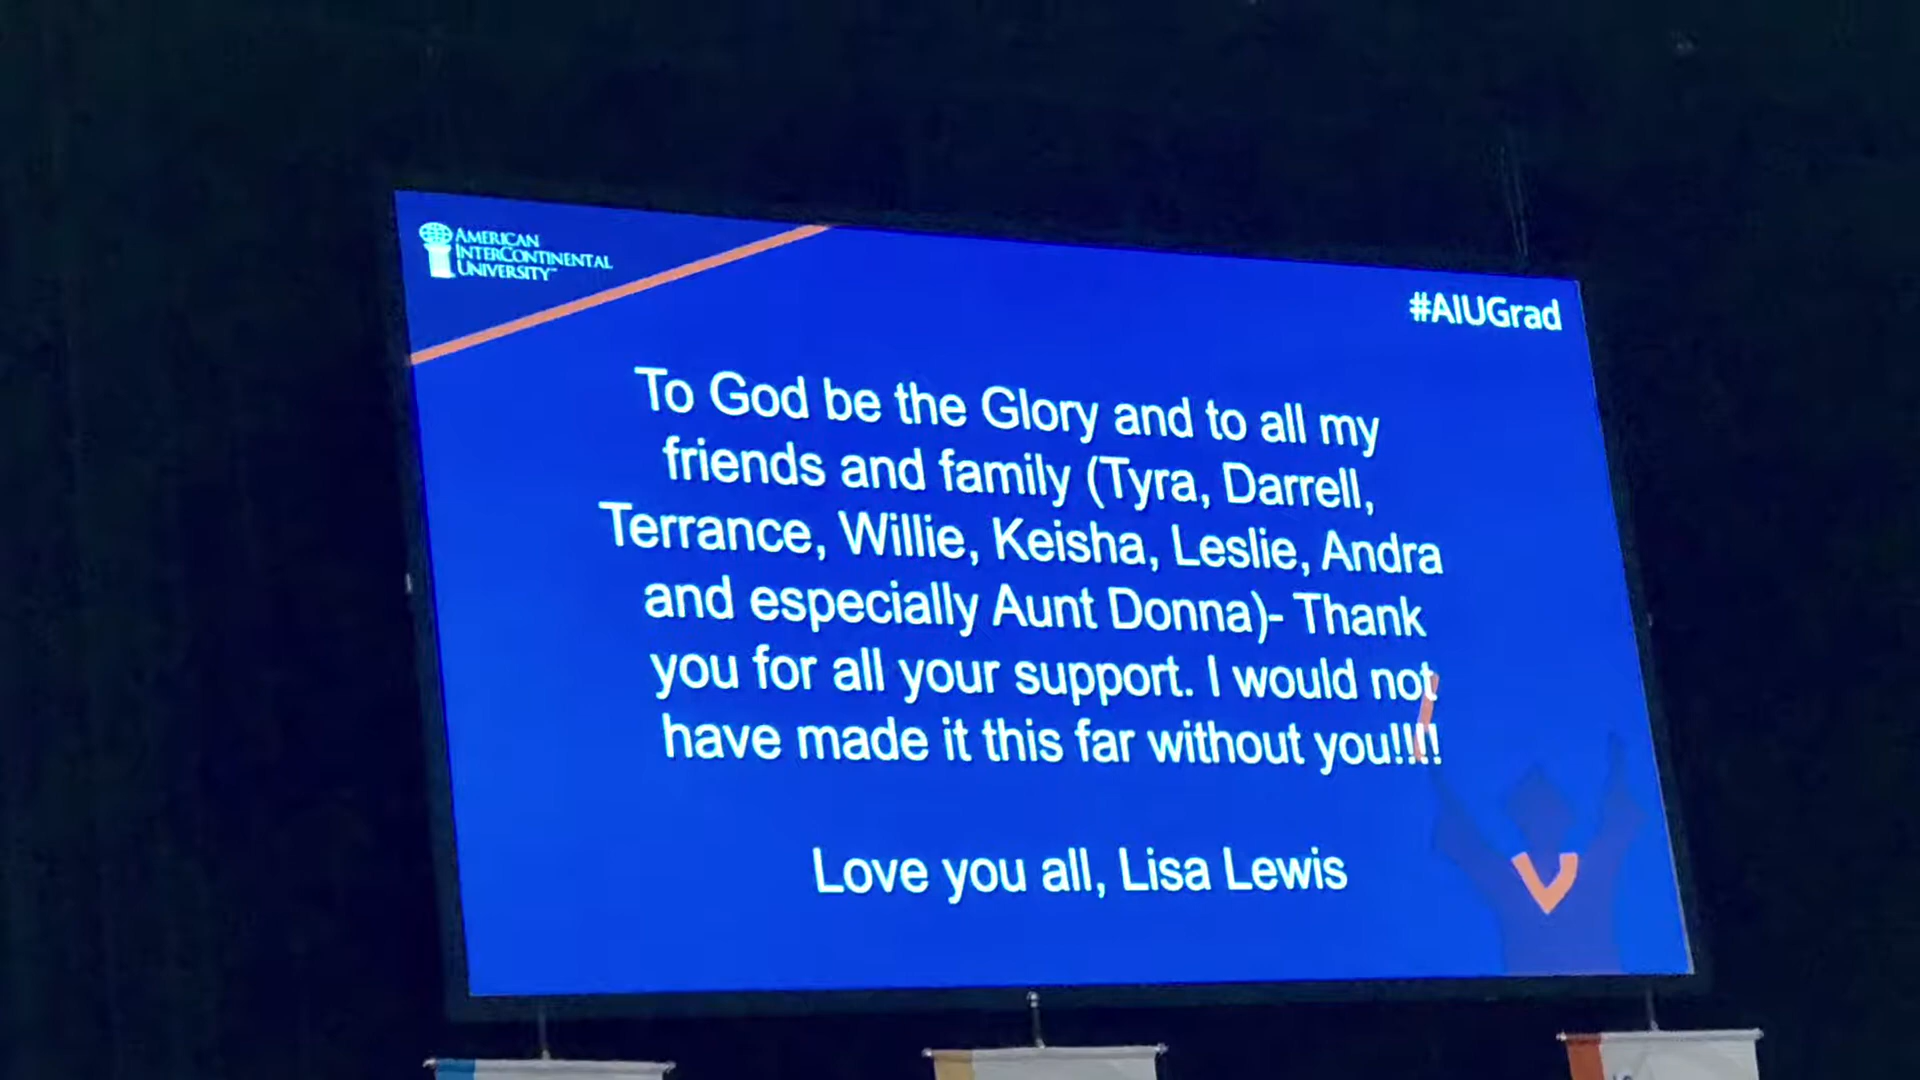 AMERICAN
INTERCONTINENTAL
UNIVERSITY
#AIUGrad
To God be the Glory and to all my
friends and family (Tyra, Darrell,
Terrance, Willie, Keisha, Leslie, Andra
and especially Aunt Donna)- Thank
you for all your support. I would not
have made it this far without you!!!!
Love you all, Lisa Lewis